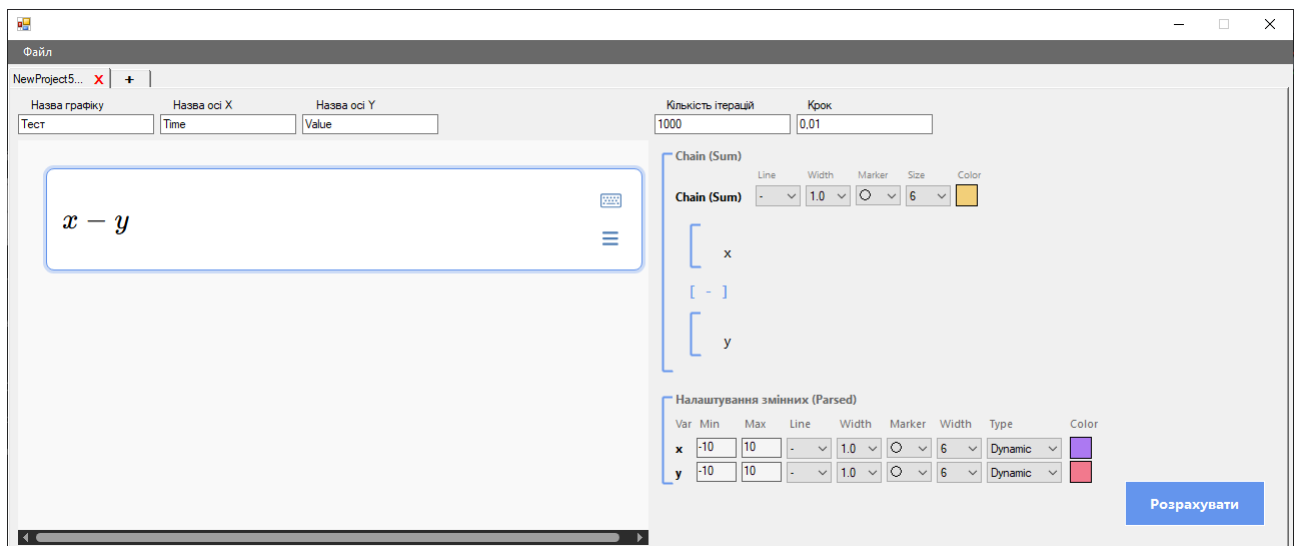 Файл
NewProject5... X +
Назва графіку Назва осі X Назва осі Y Кількість ітерацій Крок
Тест Time Value 1000 0,01
x − y
Chain (Sum)
Line Width Marker Size Color
Chain (Sum) - 1.0 6
x
[ - ]
y
Налаштування змінних (Parsed)
Var Min Max Line Width Marker Width Type Color
x -10 10 - 1.0 6 Dynamic
y -10 10 - 1.0 6 Dynamic
Розрахувати